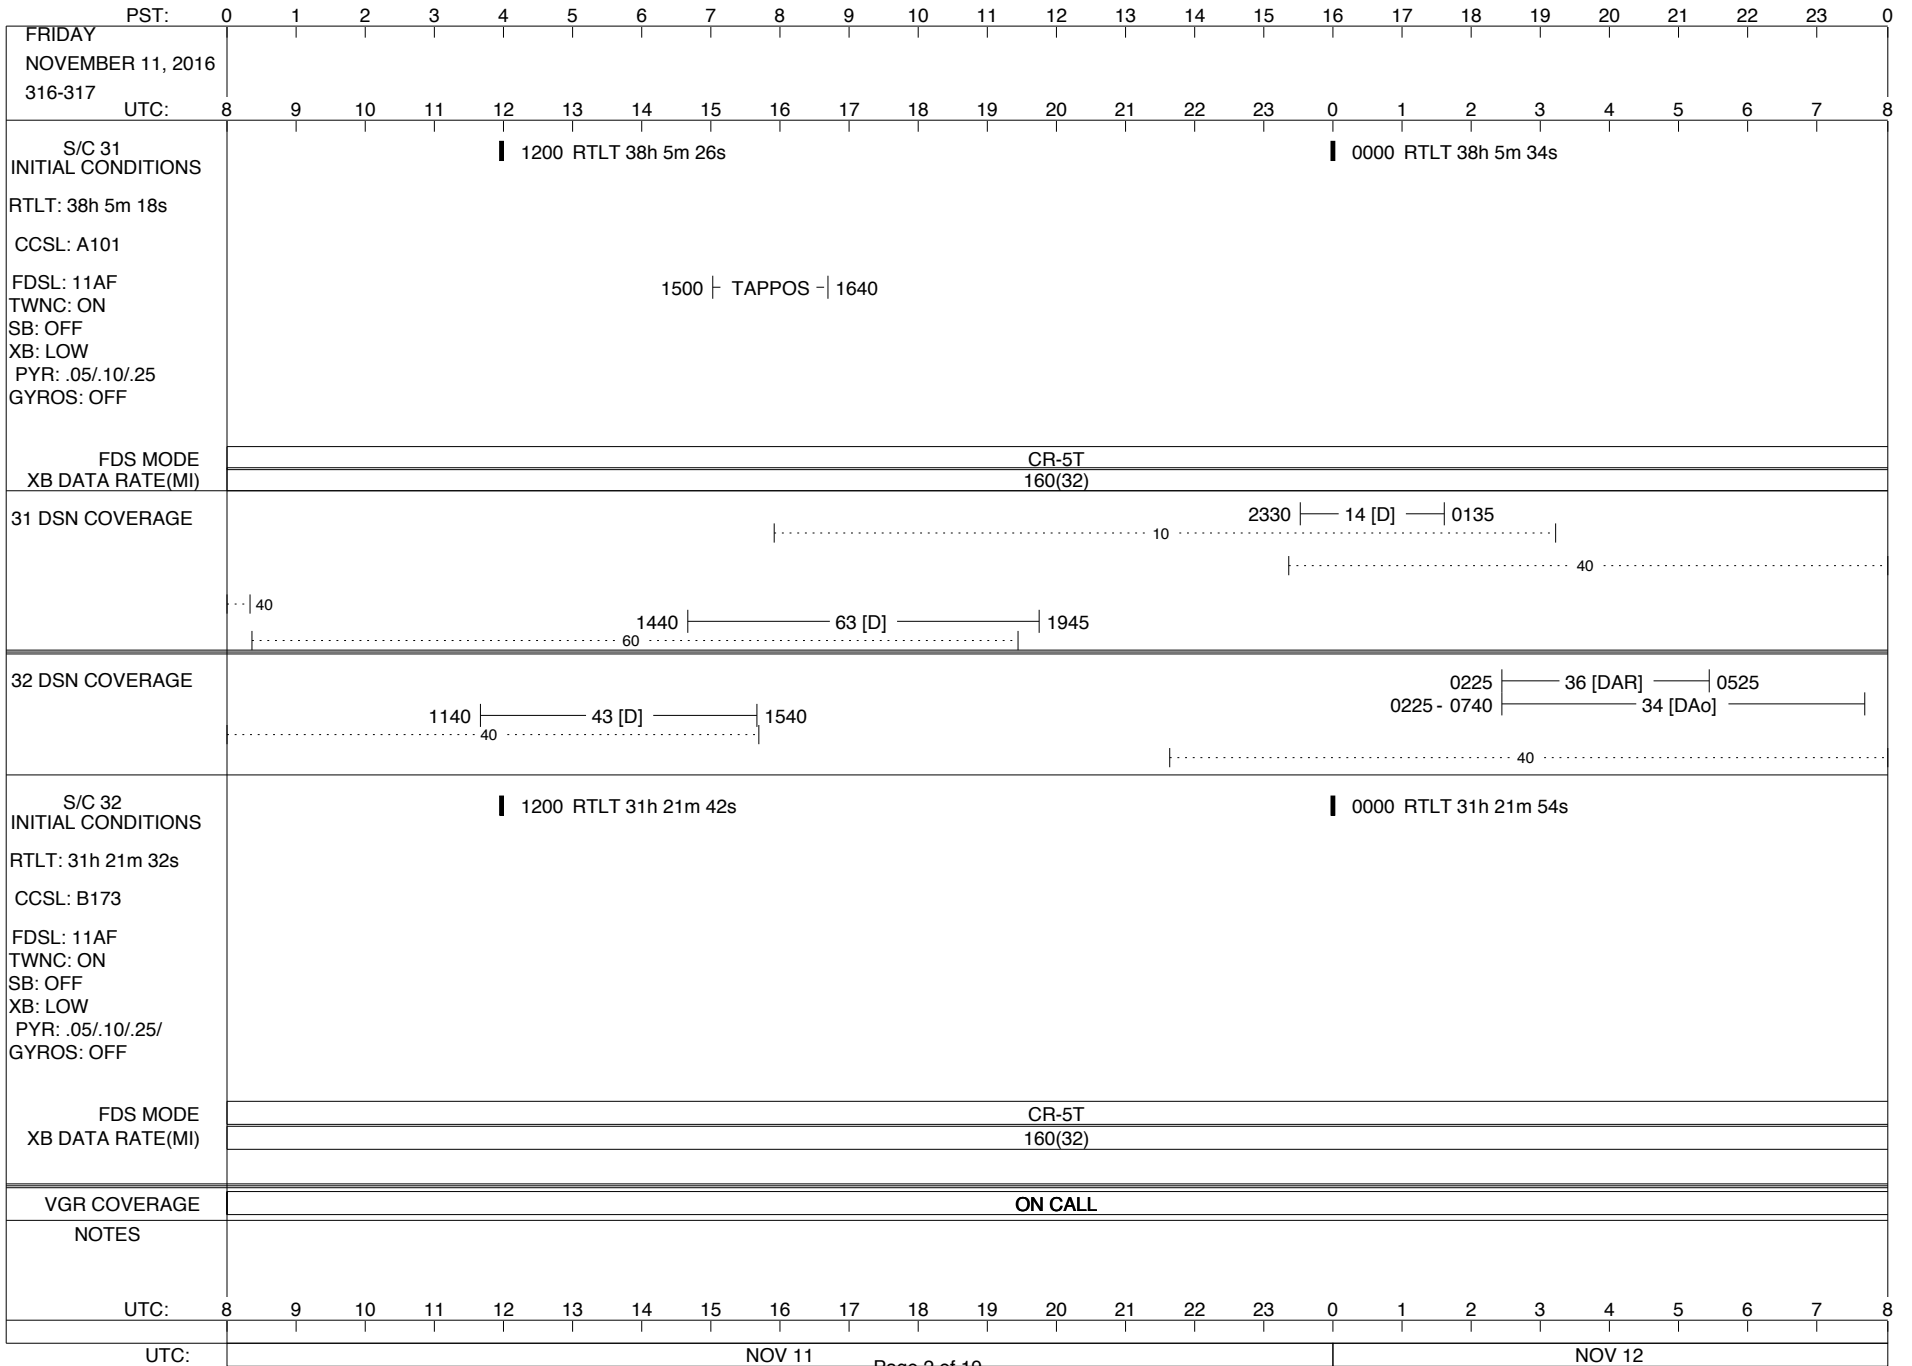 PST: 0 1 2 3 4 5 6 7 8 9 10 11 12 13 14 15 16 17 18 19 20 21 22 23 0
FRIDAY
NOVEMBER 11, 2016
316-317
UTC: 8 9 10 11 12 13 14 15 16 17 18 19 20 21 22 23 0 1 2 3 4 5 6 7 8
S/C 31
INITIAL CONDITIONS
1200 RTLT 38h 5m 26s
0000 RTLT 38h 5m 34s
RTLT: 38h 5m 18s
CCSL: A101
FDSL: 11AF
1500 TAPPOS 1640
TWNC: ON
SB: OFF
XB: LOW
PYR: .05/.10/.25
GYROS: OFF
FDS MODE CR-5T
XB DATA RATE(MI) 160(32)
31 DSN COVERAGE
2330 14 [D] 0135
10
40
40
1440 63 [D] 1945
60
32 DSN COVERAGE
0225 36 [DAR] 0525
0225 - 0740 34 [DAo]
1140 43 [D] 1540
40
40
S/C 32
INITIAL CONDITIONS
1200 RTLT 31h 21m 42s
0000 RTLT 31h 21m 54s
RTLT: 31h 21m 32s
CCSL: B173
FDSL: 11AF
TWNC: ON
SB: OFF
XB: LOW
PYR: .05/.10/.25/
GYROS: OFF
FDS MODE CR-5T
XB DATA RATE(MI) 160(32)
VGR COVERAGE ON CALL
NOTES
UTC: 8 9 10 11 12 13 14 15 16 17 18 19 20 21 22 23 0 1 2 3 4 5 6 7 8
UTC: NOV 11 NOV 12
Page 2 of 19